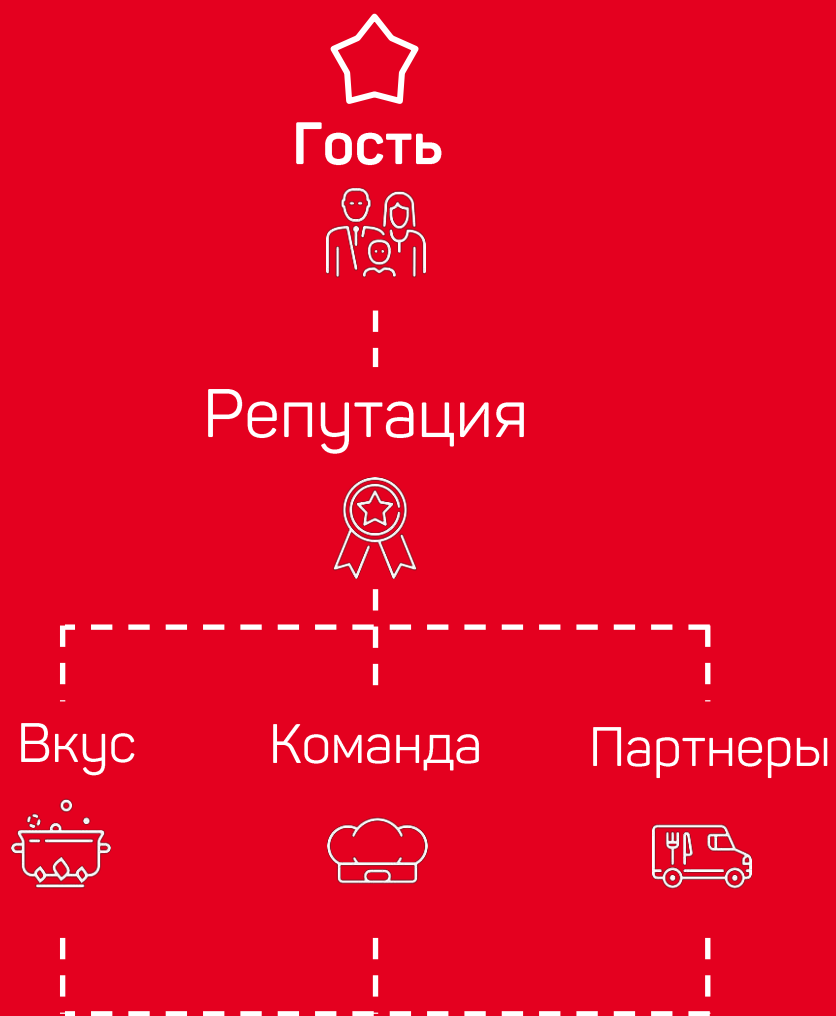 Гость
Репутация
Вкус
Команда
Партнеры